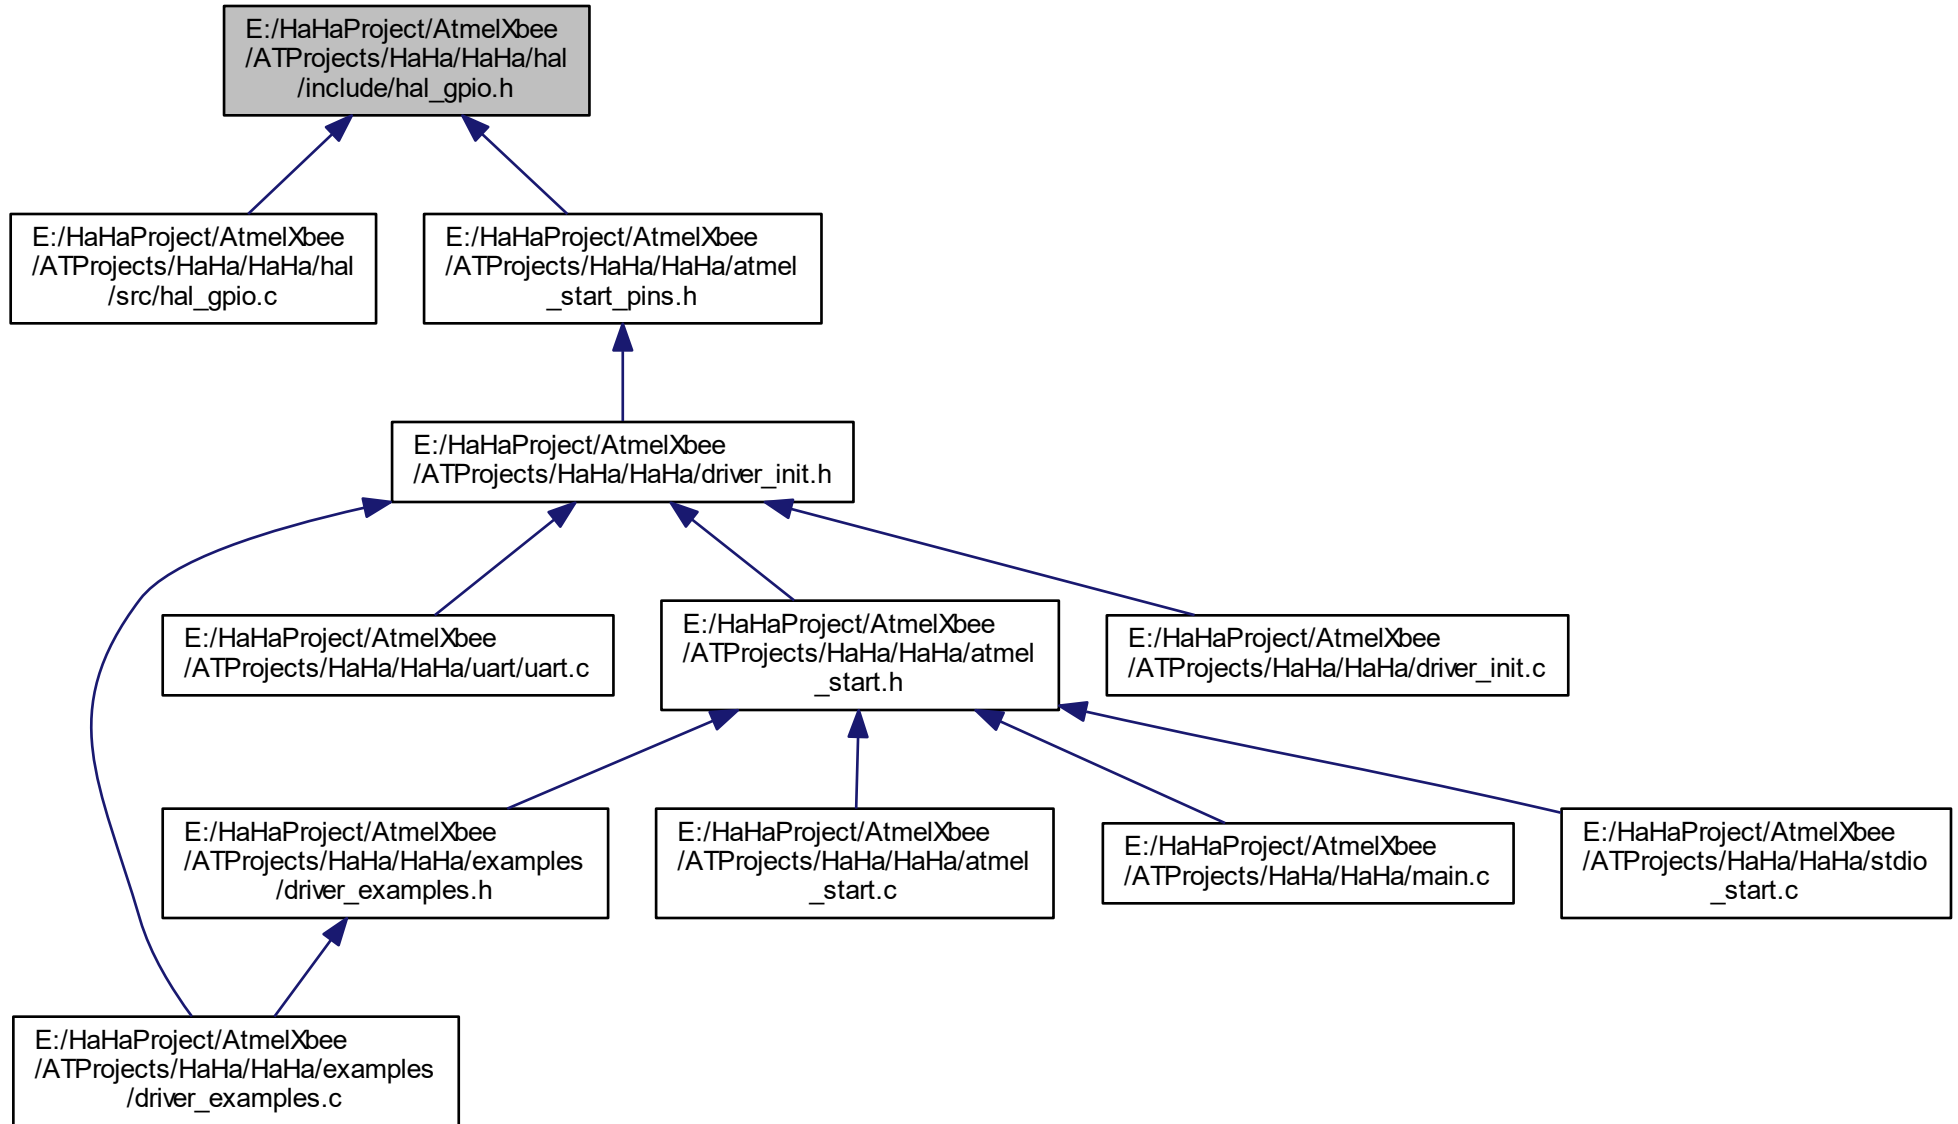 E:/HaHaProject/AtmelXbee
/ATProjects/HaHa/HaHa/hal
/include/hal_gpio.h
E:/HaHaProject/AtmelXbee
/ATProjects/HaHa/HaHa/hal
/src/hal_gpio.c
E:/HaHaProject/AtmelXbee
/ATProjects/HaHa/HaHa/atmel
_start_pins.h
E:/HaHaProject/AtmelXbee
/ATProjects/HaHa/HaHa/driver_init.h
E:/HaHaProject/AtmelXbee
/ATProjects/HaHa/HaHa/uart/uart.c
E:/HaHaProject/AtmelXbee
/ATProjects/HaHa/HaHa/atmel
_start.h
E:/HaHaProject/AtmelXbee
/ATProjects/HaHa/HaHa/driver_init.c
E:/HaHaProject/AtmelXbee
/ATProjects/HaHa/HaHa/examples
/driver_examples.h
E:/HaHaProject/AtmelXbee
/ATProjects/HaHa/HaHa/atmel
_start.c
E:/HaHaProject/AtmelXbee
/ATProjects/HaHa/HaHa/main.c
E:/HaHaProject/AtmelXbee
/ATProjects/HaHa/HaHa/stdio
_start.c
E:/HaHaProject/AtmelXbee
/ATProjects/HaHa/HaHa/examples
/driver_examples.c